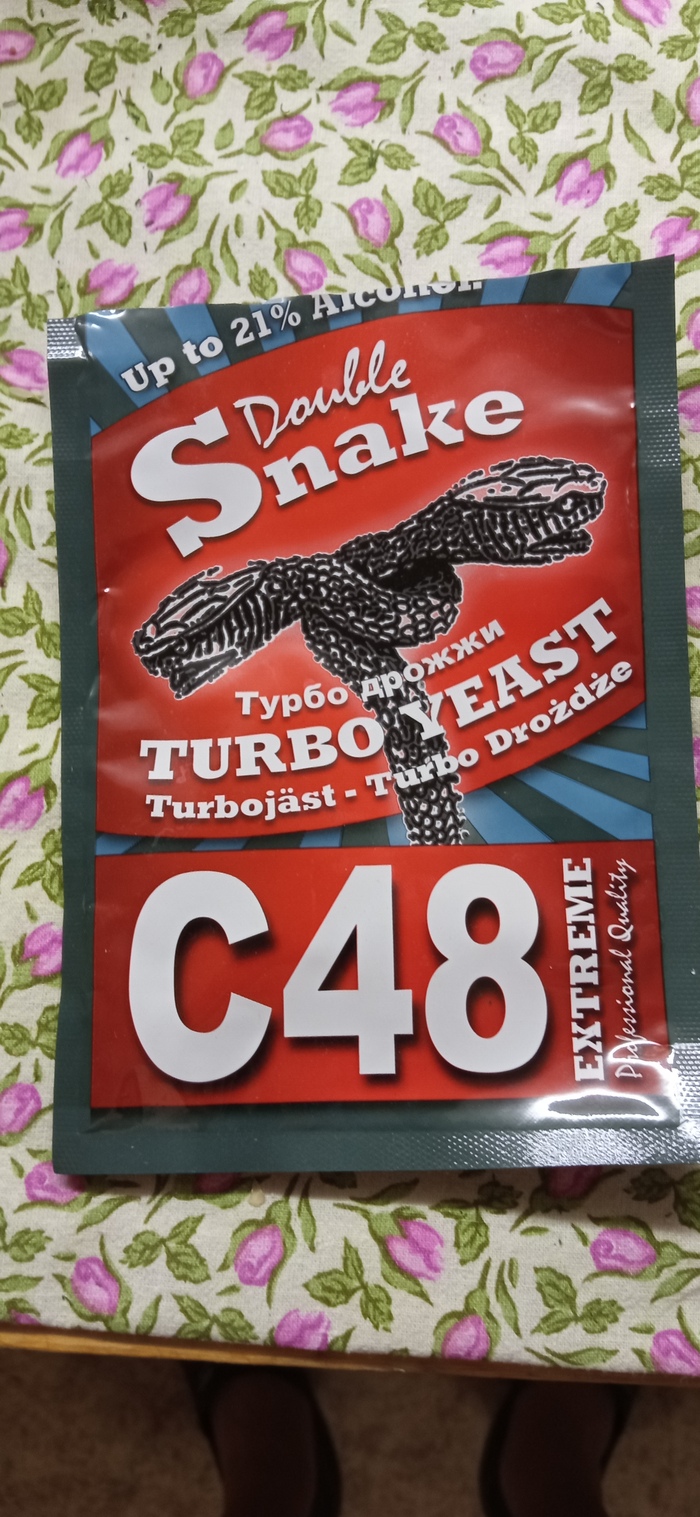 Up to 21% Alcohol.
Double
Snake
Турбо дрожжи
TURBO YEAST
Turbojäst - Turbo Drożdże
C48
EXTREME
Professional Quality